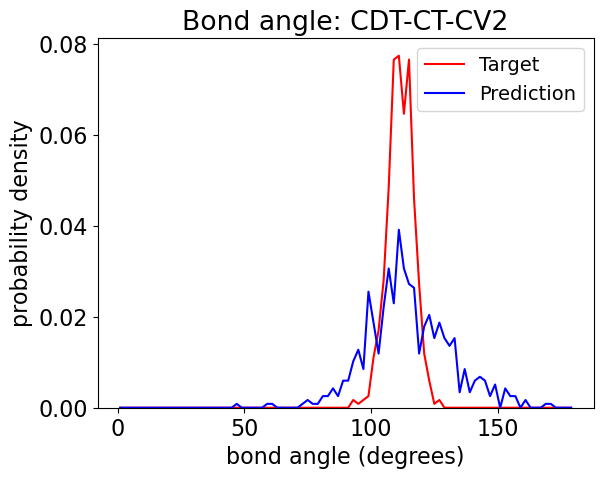 Bond angle: CDT-CT-CV2
0.08
0.06
0.04
0.02
0.00
probability density
Target
Prediction
0
50
100
150
bond angle (degrees)